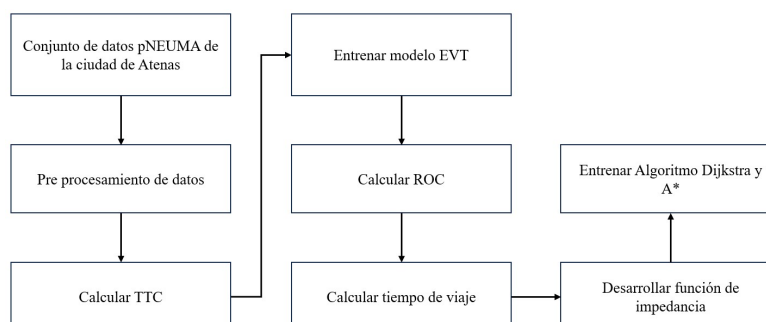 Conjunto de datos pNEUMA de
la ciudad de Atenas
Pre procesamiento de datos
Calcular TTC
Entrenar modelo EVT
Calcular ROC
Calcular tiempo de viaje
Desarrollar función de
impedancia
Entrenar Algoritmo Dijkstra y
A*